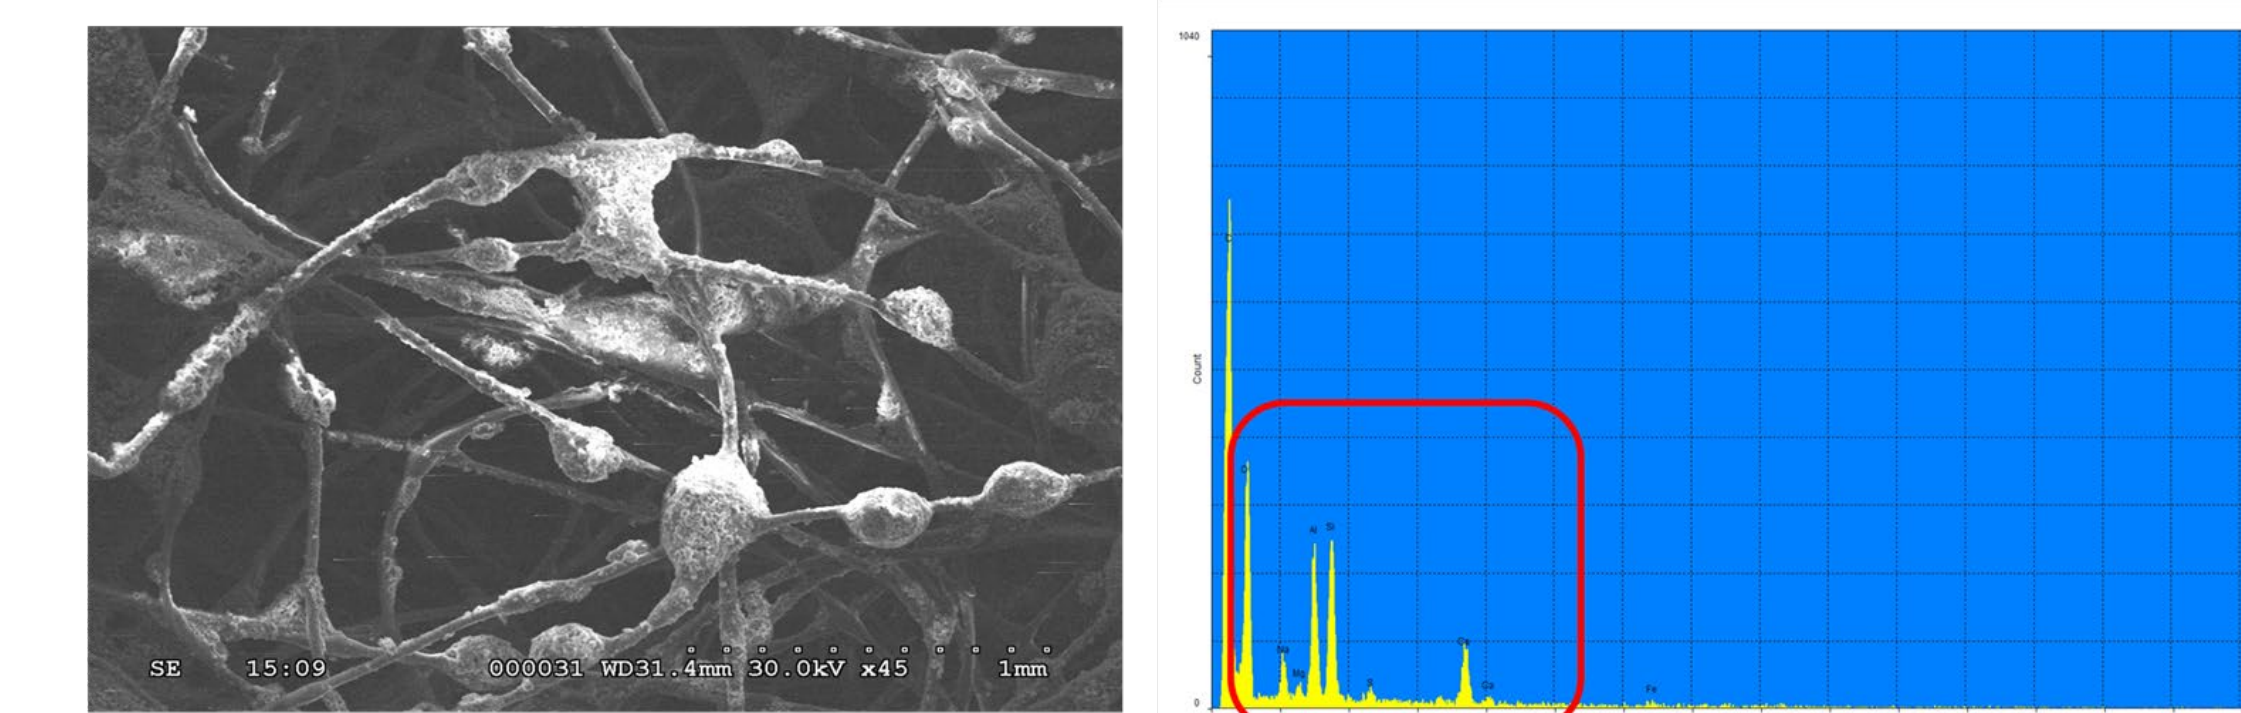 SE 15:09 000031 WD31.4mm 30.0kV x45 1mm
1040
Count
0
C
O
Na
Mg
Al
Si
S
Ca
Ca
Fe